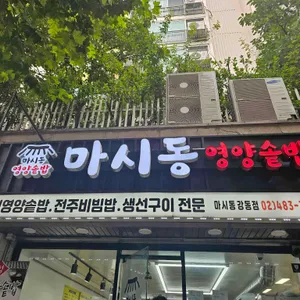 마시동
영양솥밥
마시동 영양솥밥
영양솥밥.전주비빔밥.생선구이 전문
마시동 강동점 02)483-